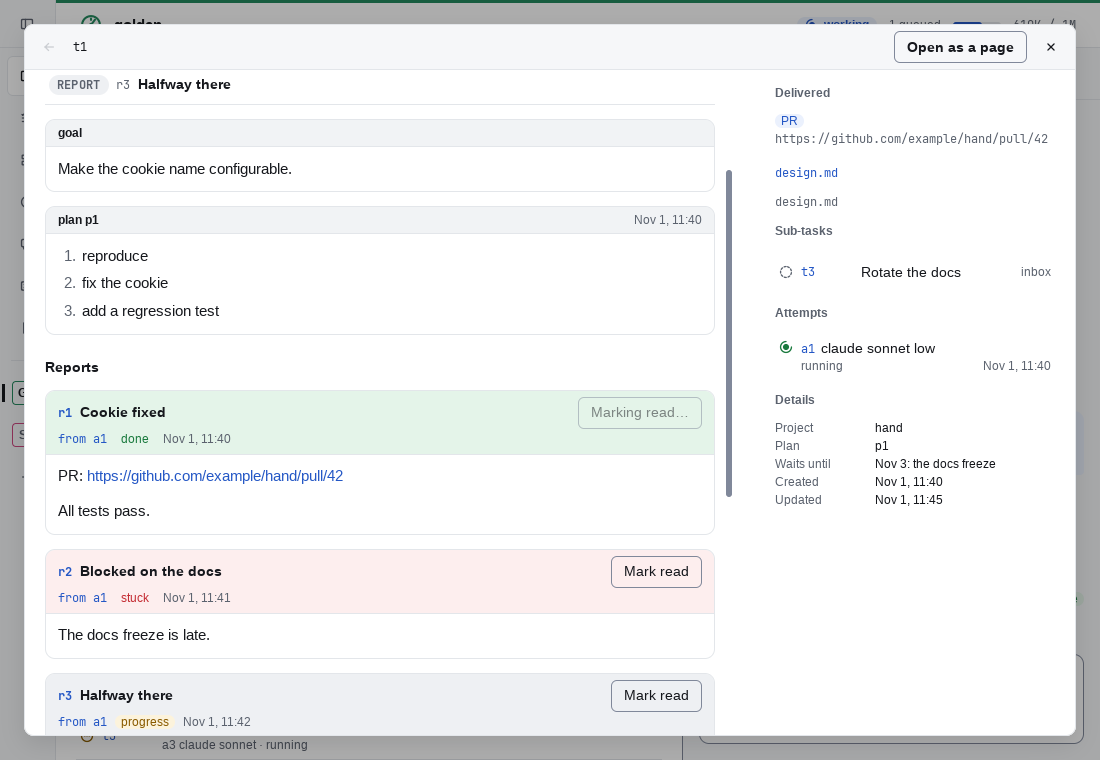 t1
Open as a page
REPORT r3 Halfway there
goal
Make the cookie name configurable.
plan p1 Nov 1, 11:40
1. reproduce
2. fix the cookie
3. add a regression test
Reports
r1 Cookie fixed Marking read…
from a1 done Nov 1, 11:40
PR: https://github.com/example/hand/pull/42
All tests pass.
r2 Blocked on the docs Mark read
from a1 stuck Nov 1, 11:41
The docs freeze is late.
r3 Halfway there Mark read
from a1 progress Nov 1, 11:42
Delivered
PR
https://github.com/example/hand/pull/42
design.md
design.md
Sub-tasks
t3 Rotate the docs inbox
Attempts
a1 claude sonnet low
running Nov 1, 11:40
Details
Project hand
Plan p1
Waits until Nov 3: the docs freeze
Created Nov 1, 11:40
Updated Nov 1, 11:45
a3 claude sonnet · running